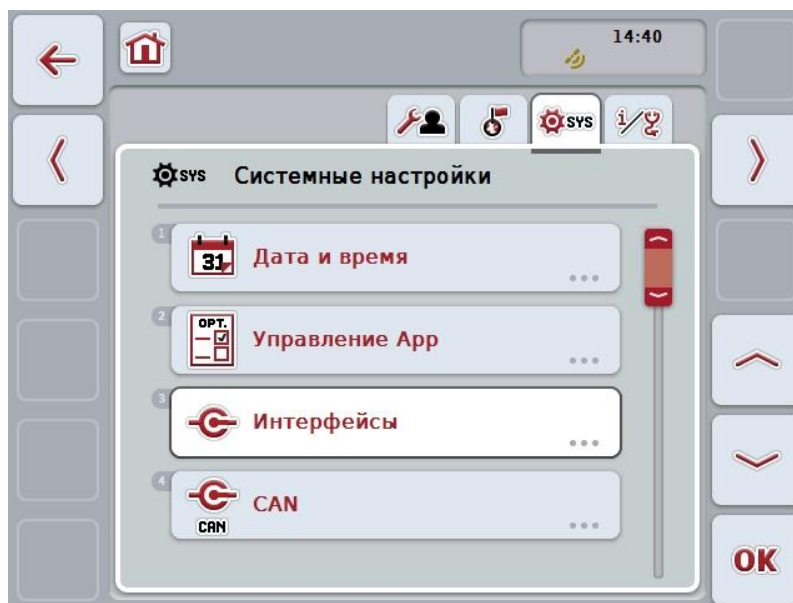 14:40
SYS
i/
SYS Системные настройки
1
31 Дата и время
2
OPT. Управление App
3
Интерфейсы
4
CAN
CAN
OK